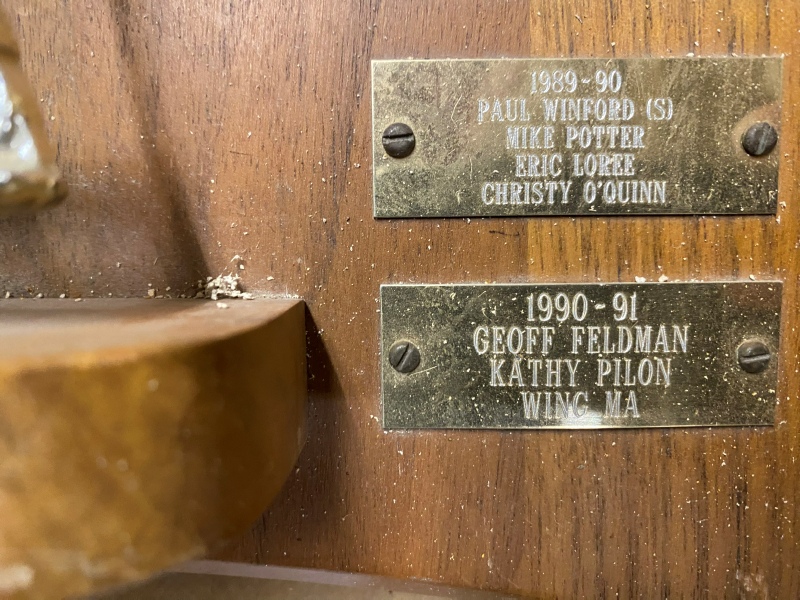 1989-90
PAUL WINFORD (S)
MIKE POTTER
ERIC LOREE
CHRISTY O'QUINN
1990-91
GEOFF FELDMAN
KATHY PILON
WING MA